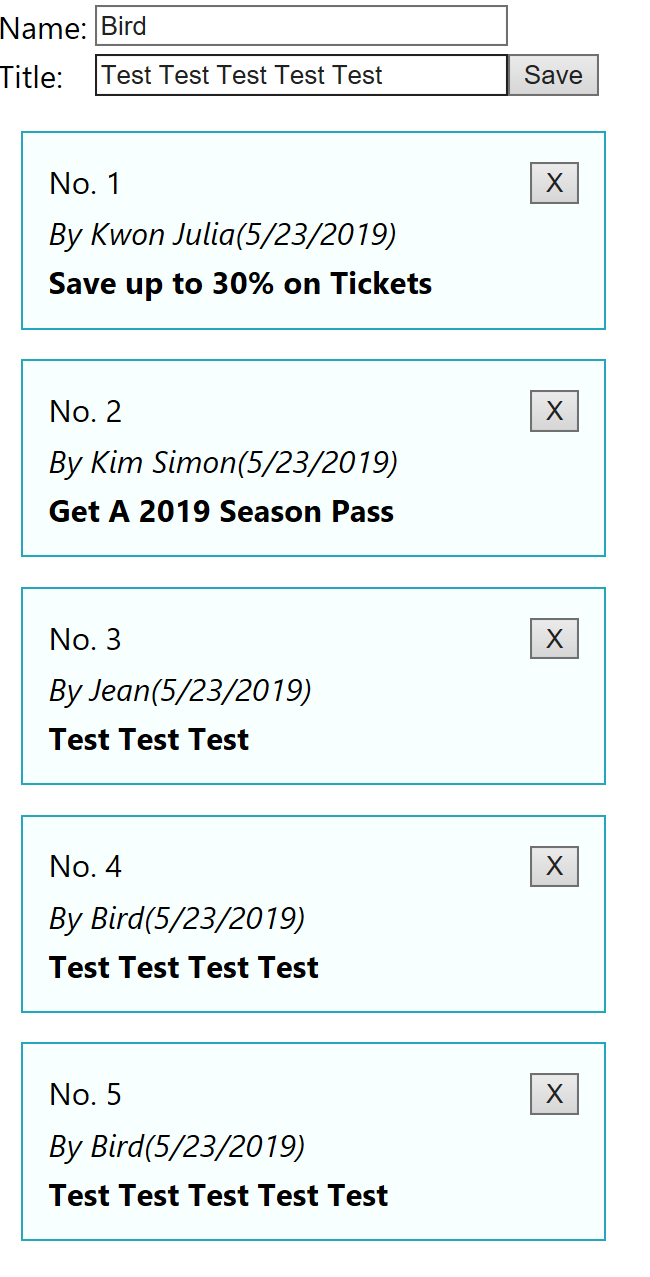 Name: Bird
Title: Test Test Test Test Test Save
No. 1 X
By Kwon Julia(5/23/2019)
Save up to 30% on Tickets
No. 2 X
By Kim Simon(5/23/2019)
Get A 2019 Season Pass
No. 3 X
By Jean(5/23/2019)
Test Test Test
No. 4 X
By Bird(5/23/2019)
Test Test Test Test
No. 5 X
By Bird(5/23/2019)
Test Test Test Test Test